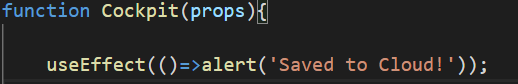 function Cockpit(props){
useEffect(()=>alert('Saved to Cloud!'));